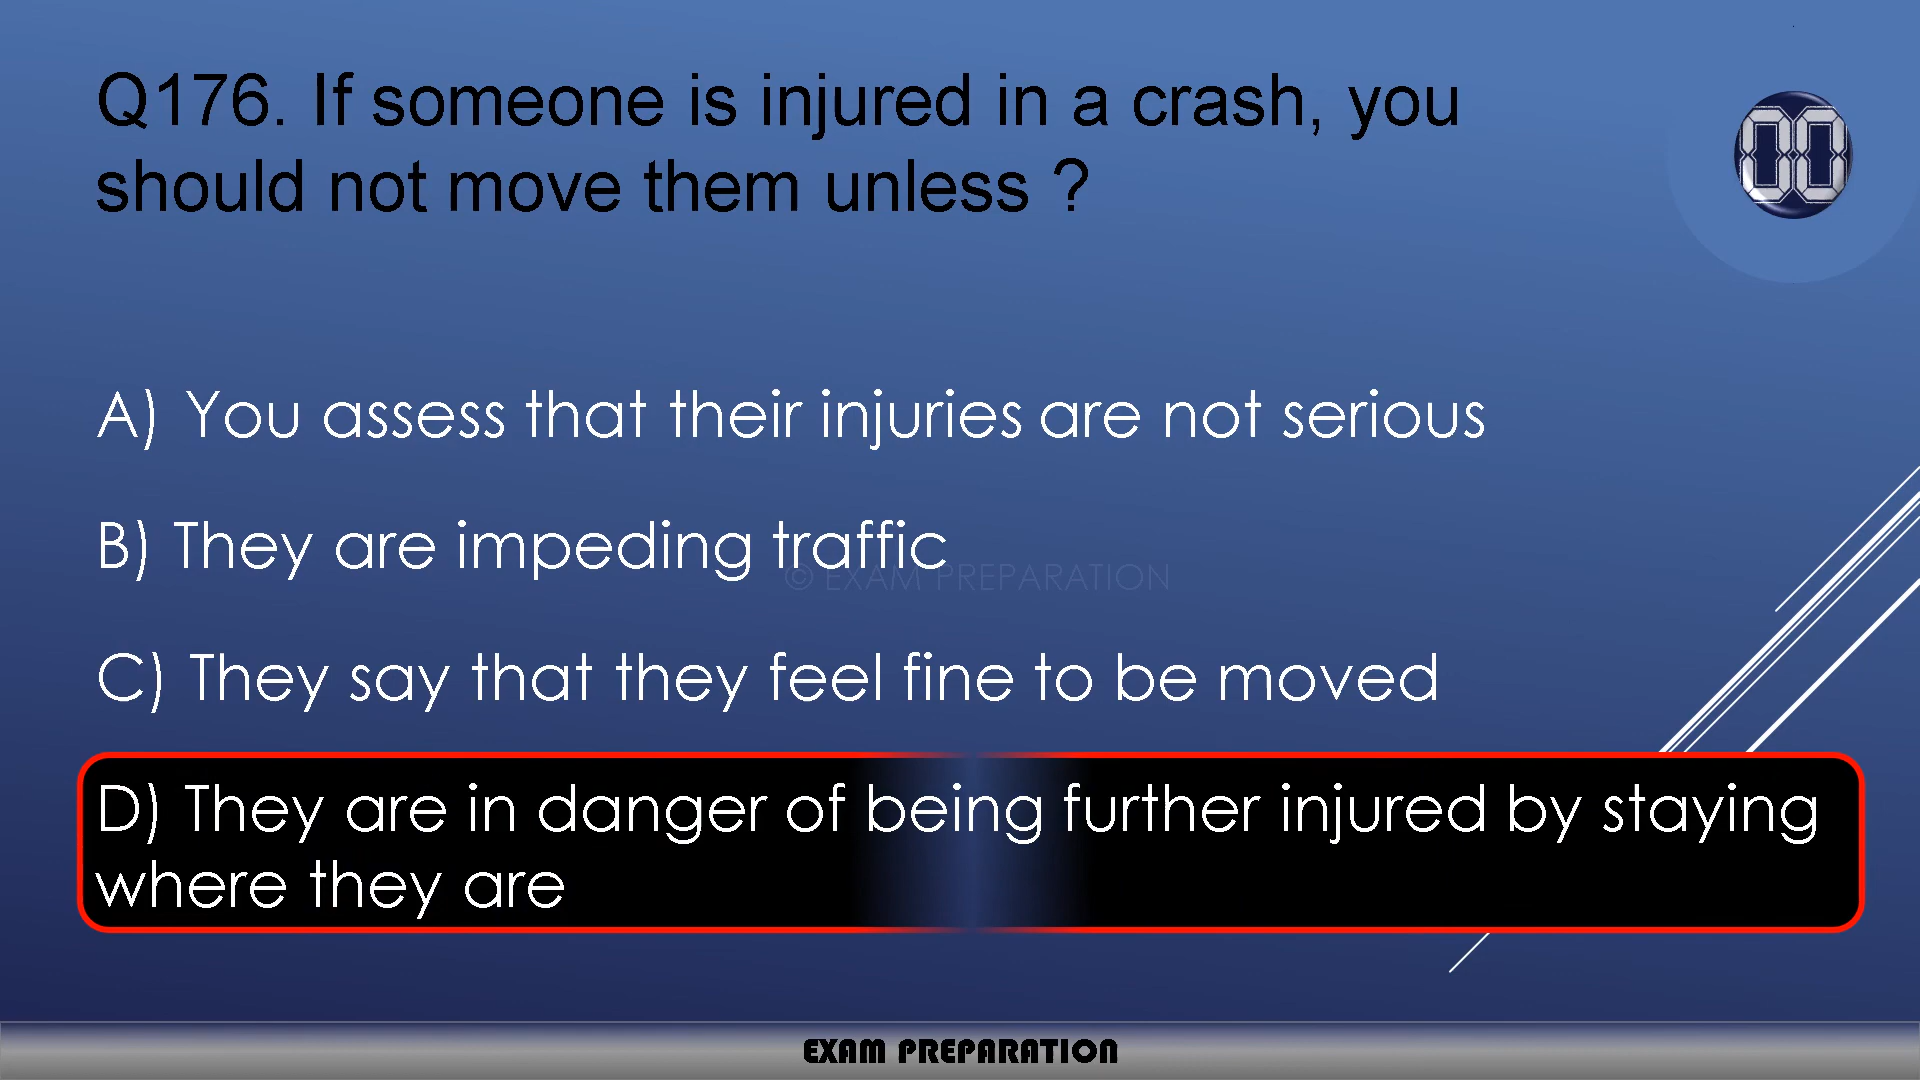 Q176. If someone is injured in a crash, you
should not move them unless ?
00
A) You assess that their injuries are not serious
B) They are impeding traffic
© EXAM PREPARATION
C) They say that they feel fine to be moved
D) They are in danger of being further injured by staying
where they are
EXAM PREPARATION